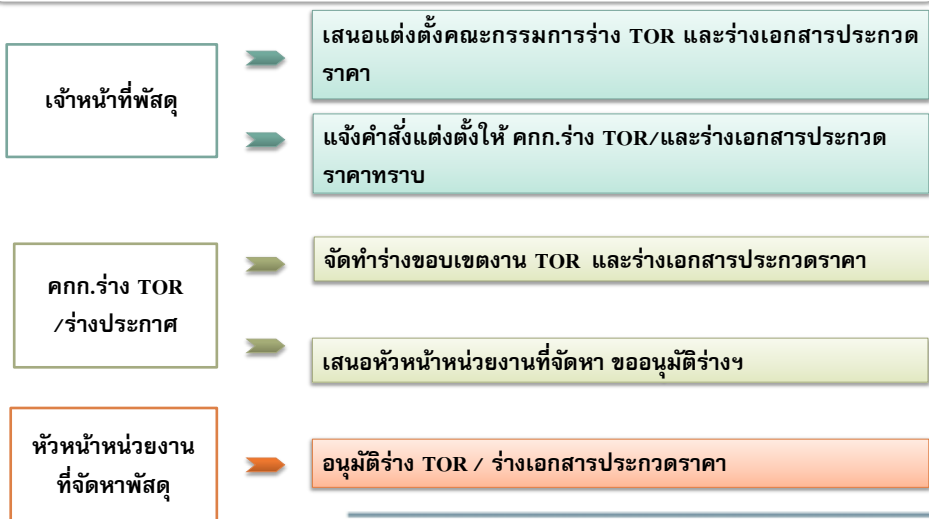 เจ้าหน้าที่พัสดุ
เสนอแต่งตั้งคณะกรรมการร่าง TOR และร่างเอกสารประกวด
ราคา
แจ้งคำสั่งแต่งตั้งให้ คกก.ร่าง TOR/และร่างเอกสารประกวด
ราคาทราบ
คกก.ร่าง TOR
/ร่างประกาศ
จัดทำร่างขอบเขตงาน TOR และร่างเอกสารประกวดราคา
เสนอหัวหน้าหน่วยงานที่จัดหา ขออนุมัติร่างฯ
หัวหน้าหน่วยงาน
ที่จัดหาพัสดุ
อนุมัติร่าง TOR / ร่างเอกสารประกวดราคา